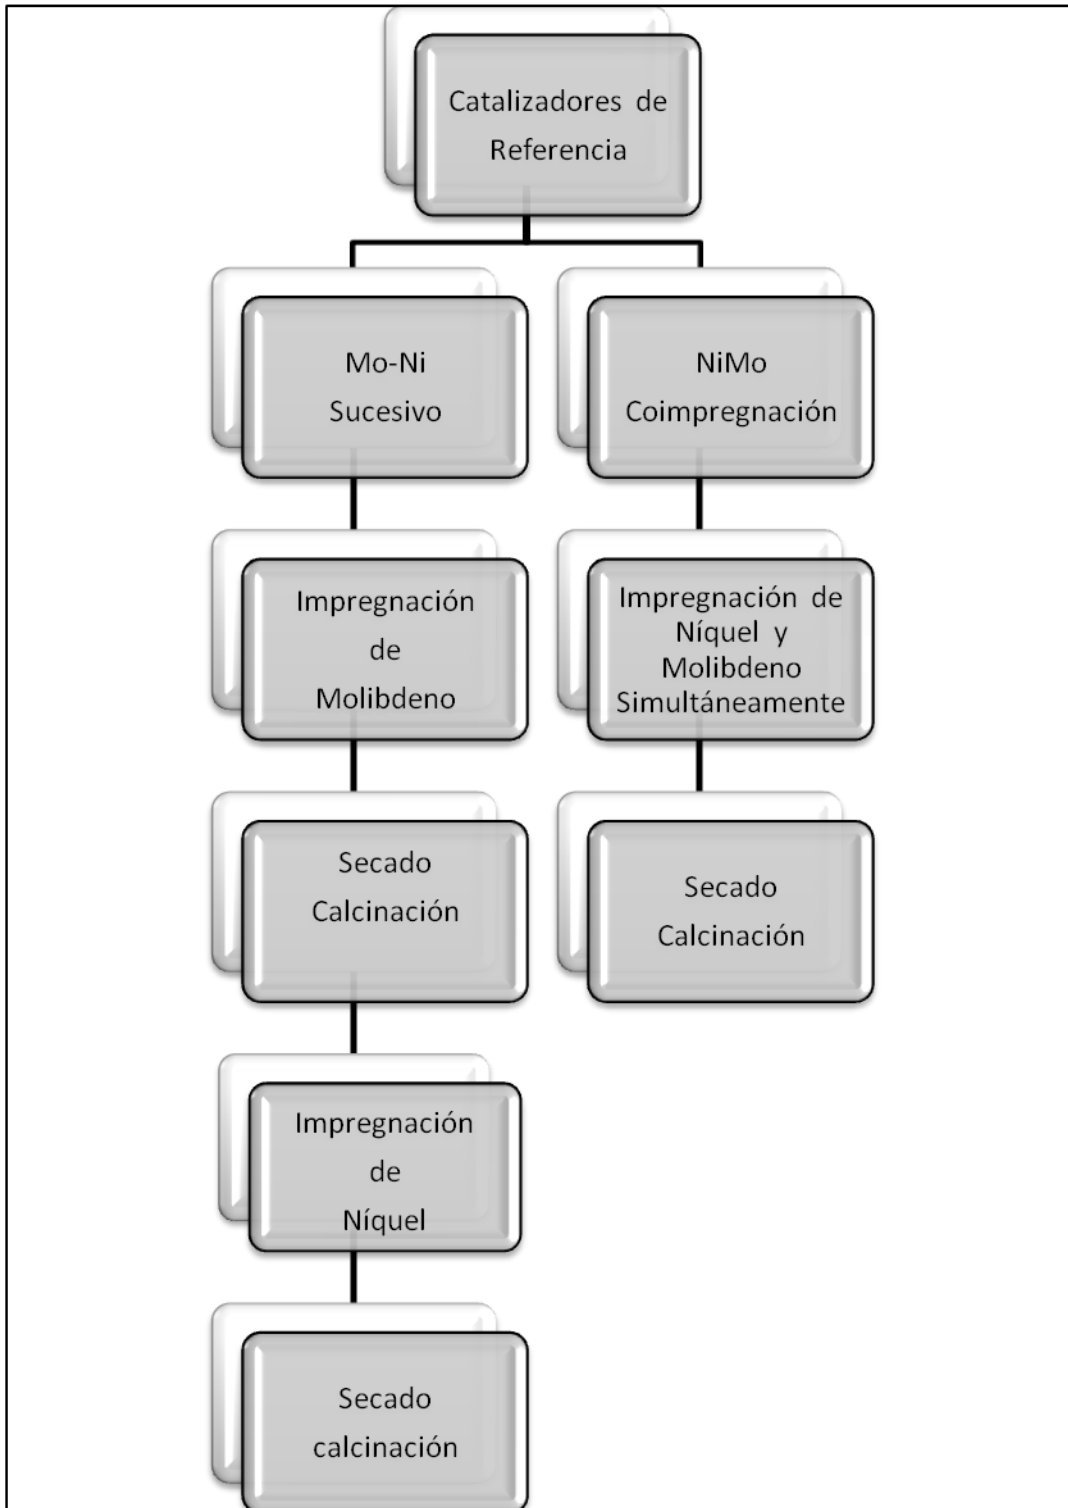 Catalizadores de
Referencia
Mo-Ni
Sucesivo
NiMo
Coimpregnación
Impregnación
de
Molibdeno
Impregnación de
Níquel y
Molibdeno
Simultáneamente
Secado
Calcinación
Secado
Calcinación
Impregnación
de
Níquel
Secado
calcinación